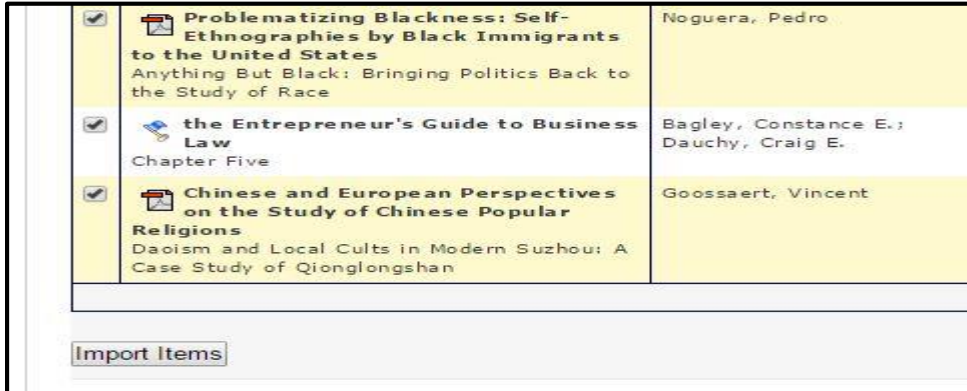 Problematizing Blackness: Self-
Ethnographies by Black Immigrants
to the United States
Anything But Black: Bringing Politics Back to
the Study of Race
Noguera, Pedro
the Entrepreneur's Guide to Business
Law
Chapter Five
Bagley, Constance E.;
Dauchy, Craig E.
Chinese and European Perspectives
on the Study of Chinese Popular
Religions
Daoism and Local Cults in Modern Suzhou: A
Case Study of Qionglongshan
Goossaert, Vincent
Import Items